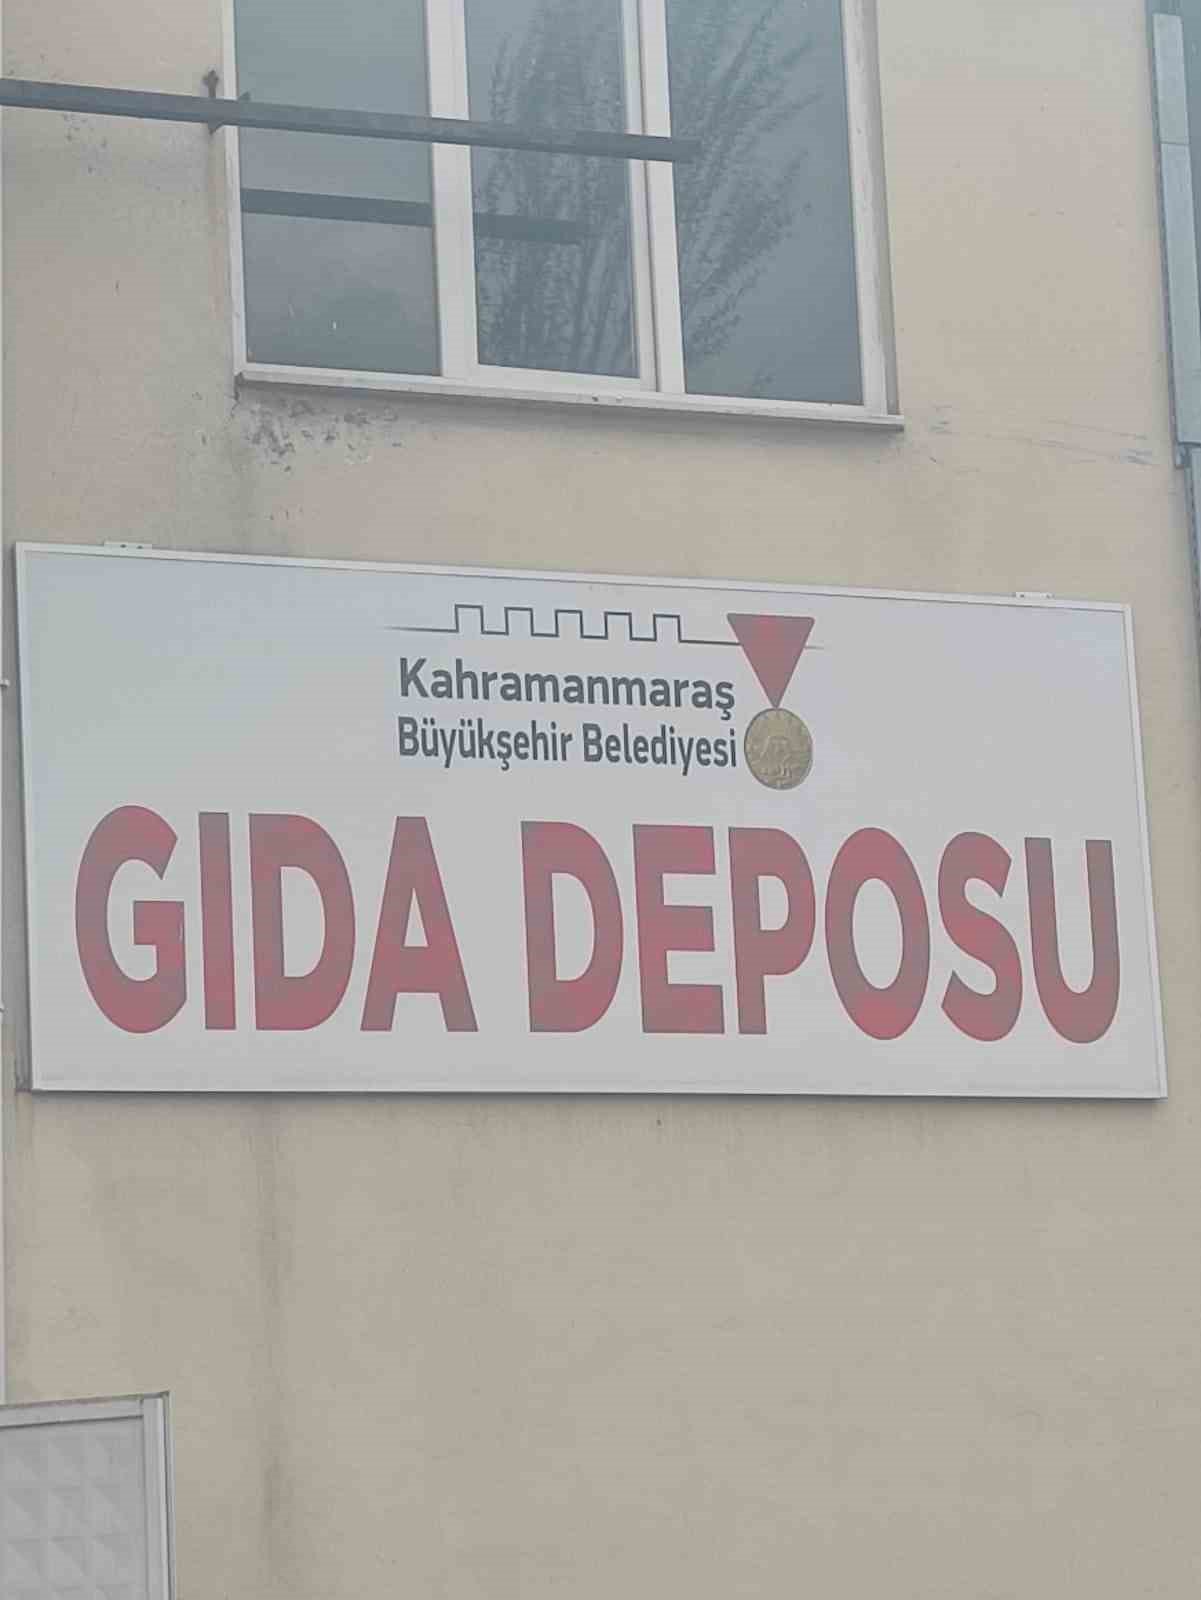 Kahramanmaraş
Büyükşehir Belediyesi
GIDA DEPOSU